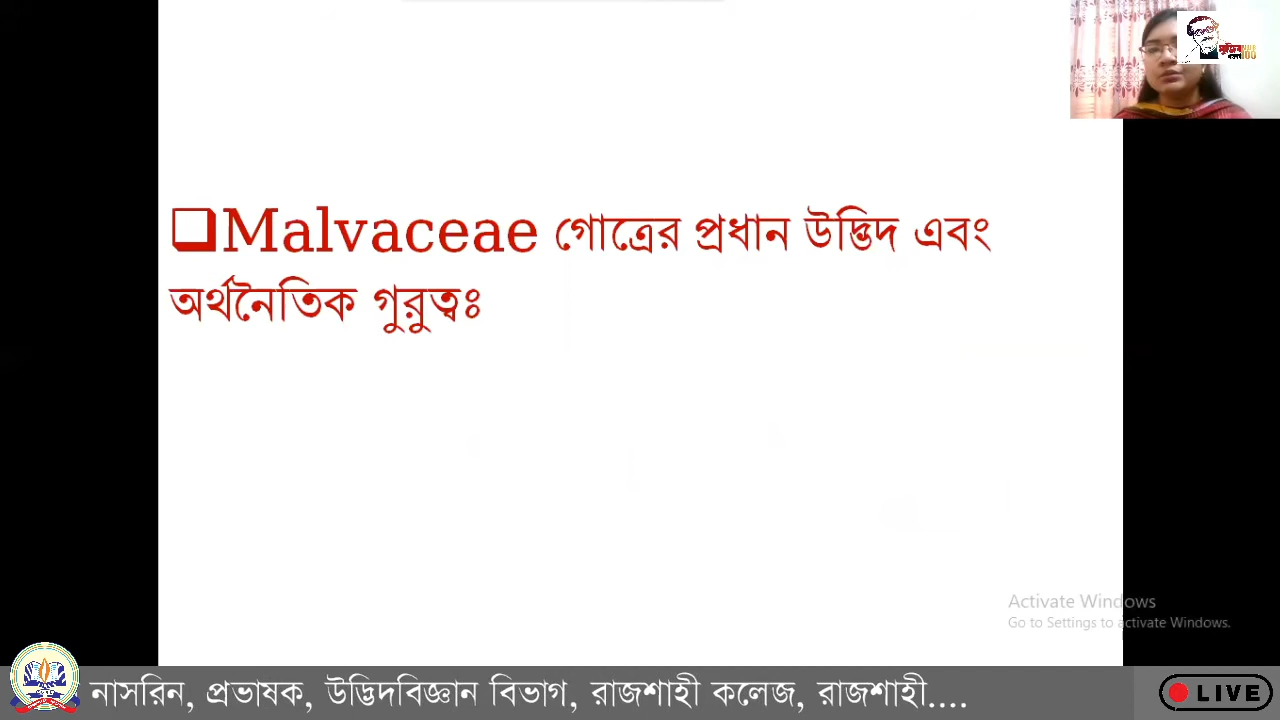 ❑Malvaceae গোত্রের প্রধান উদ্ভিদ এবং
অর্থনৈতিক গুরুত্বঃ
Activate Windows
Go to Settings to activate Windows.
নাসরিন, প্রভাষক, উদ্ভিদবিজ্ঞান বিভাগ, রাজশাহী কলেজ, রাজশাহী....
LIVE